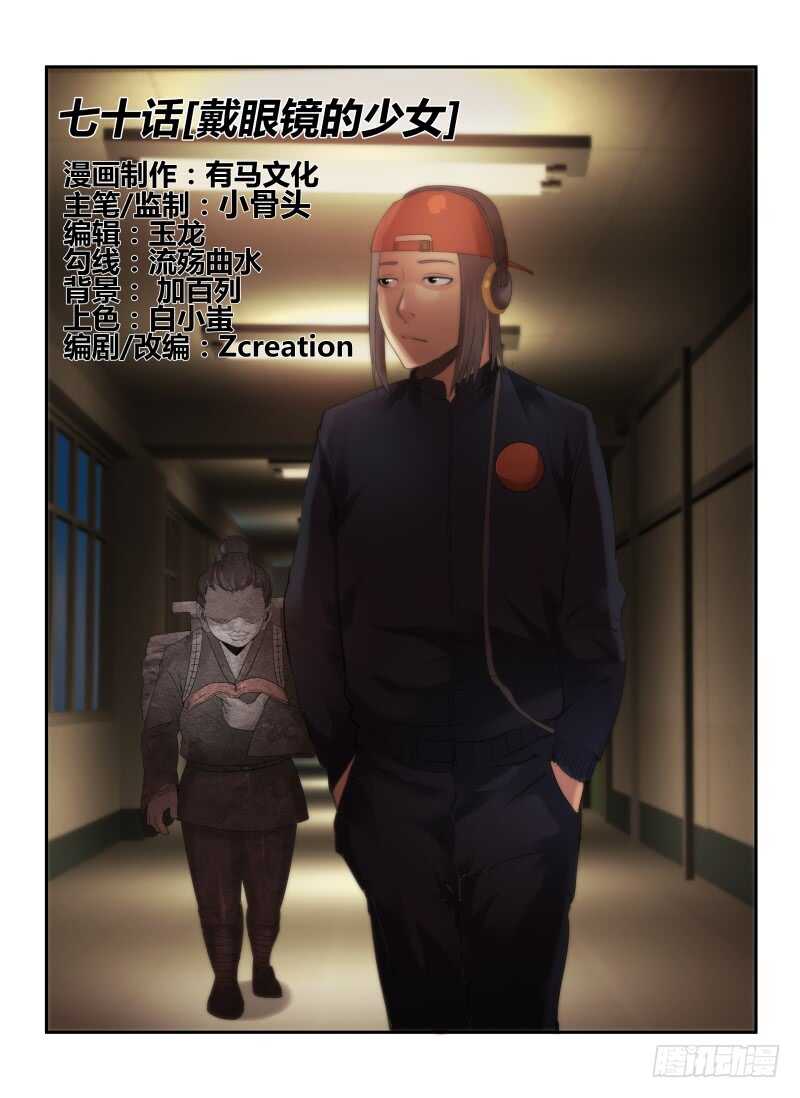 七十话[戴眼镜的少女]
漫画制作：有马文化
主笔/监制：小骨头
编辑：玉龙
勾线：流殇曲水
背景： 加百列
上色：白小蚩
编剧/改编：Zcreation
腾讯动漫